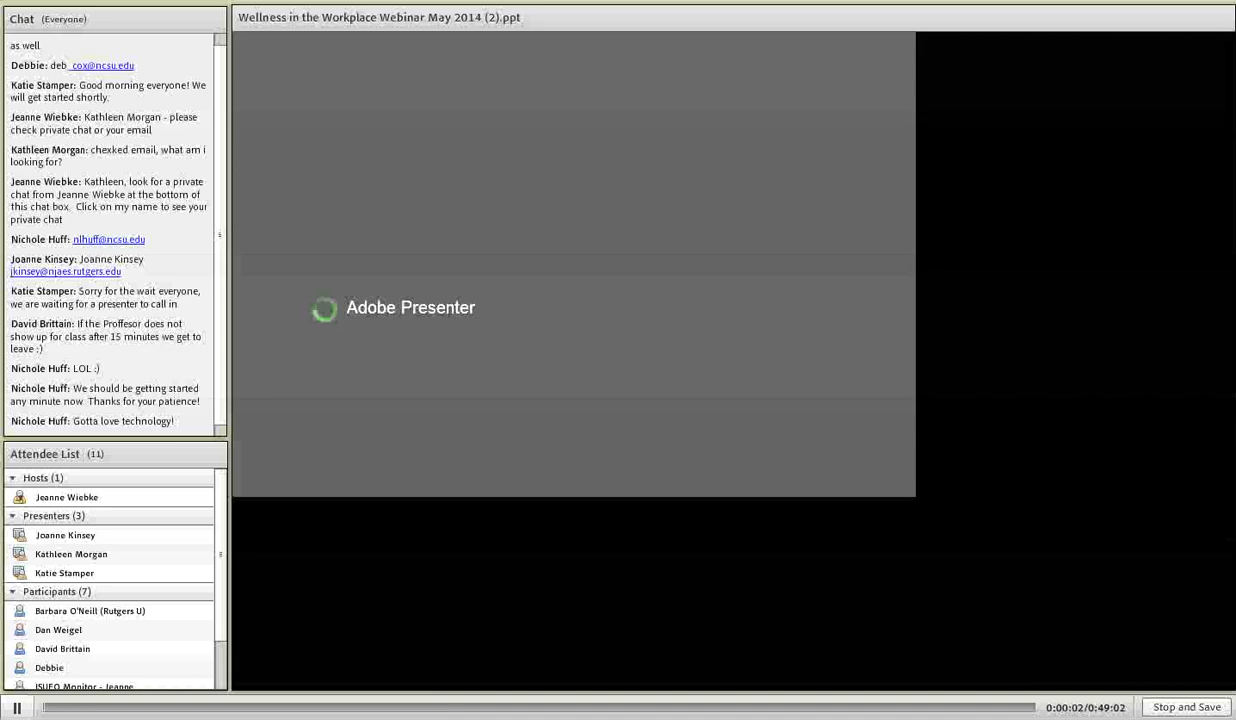 Chat (Everyone)
as well
Debbie: deb_cox@ncsu.edu
Katie Stamper: Good morning everyone! We
will get started shortly.
Jeanne Wiebke: Kathleen Morgan - please
check private chat or your email
Kathleen Morgan: chexked email, what am i
looking for?
Jeanne Wiebke: Kathleen, look for a private
chat from Jeanne Wiebke at the bottom of
this chat box. Click on my name to see your
private chat
Nichole Huff: nlhuff@ncsu.edu
Joanne Kinsey: Joanne Kinsey
jkinsey@njaes.rutgers.edu
Katie Stamper: Sorry for the wait everyone,
we are waiting for a presenter to call in
David Brittain: If the Proffesor does not
show up for class after 15 minutes we get to
leave :)
Nichole Huff: LOL :)
Nichole Huff: We should be getting started
any minute now Thanks for your patience!
Nichole Huff: Gotta love technology!
Attendee List (11)
Hosts (1)
Jeanne Wiebke
Presenters (3)
Joanne Kinsey
Kathleen Morgan
Katie Stamper
Participants (7)
Barbara O'Neill (Rutgers U)
Dan Weigel
David Brittain
Debbie
ISUEO Monitor - Jeanne
Wellness in the Workplace Webinar May 2014 (2).ppt
Adobe Presenter
0:00:02/0:49:02
Stop and Save